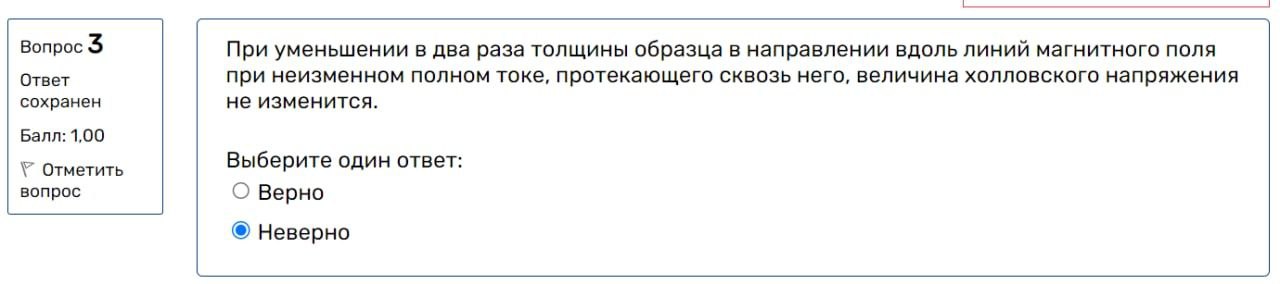 Вопрос 3
Ответ
сохранен
Балл: 1,00
Отметить
вопрос
При уменьшении в два раза толщины образца в направлении вдоль линий магнитного поля
при неизменном полном токе, протекающего сквозь него, величина холловского напряжения
не изменится.
Выберите один ответ:
Верно
Неверно